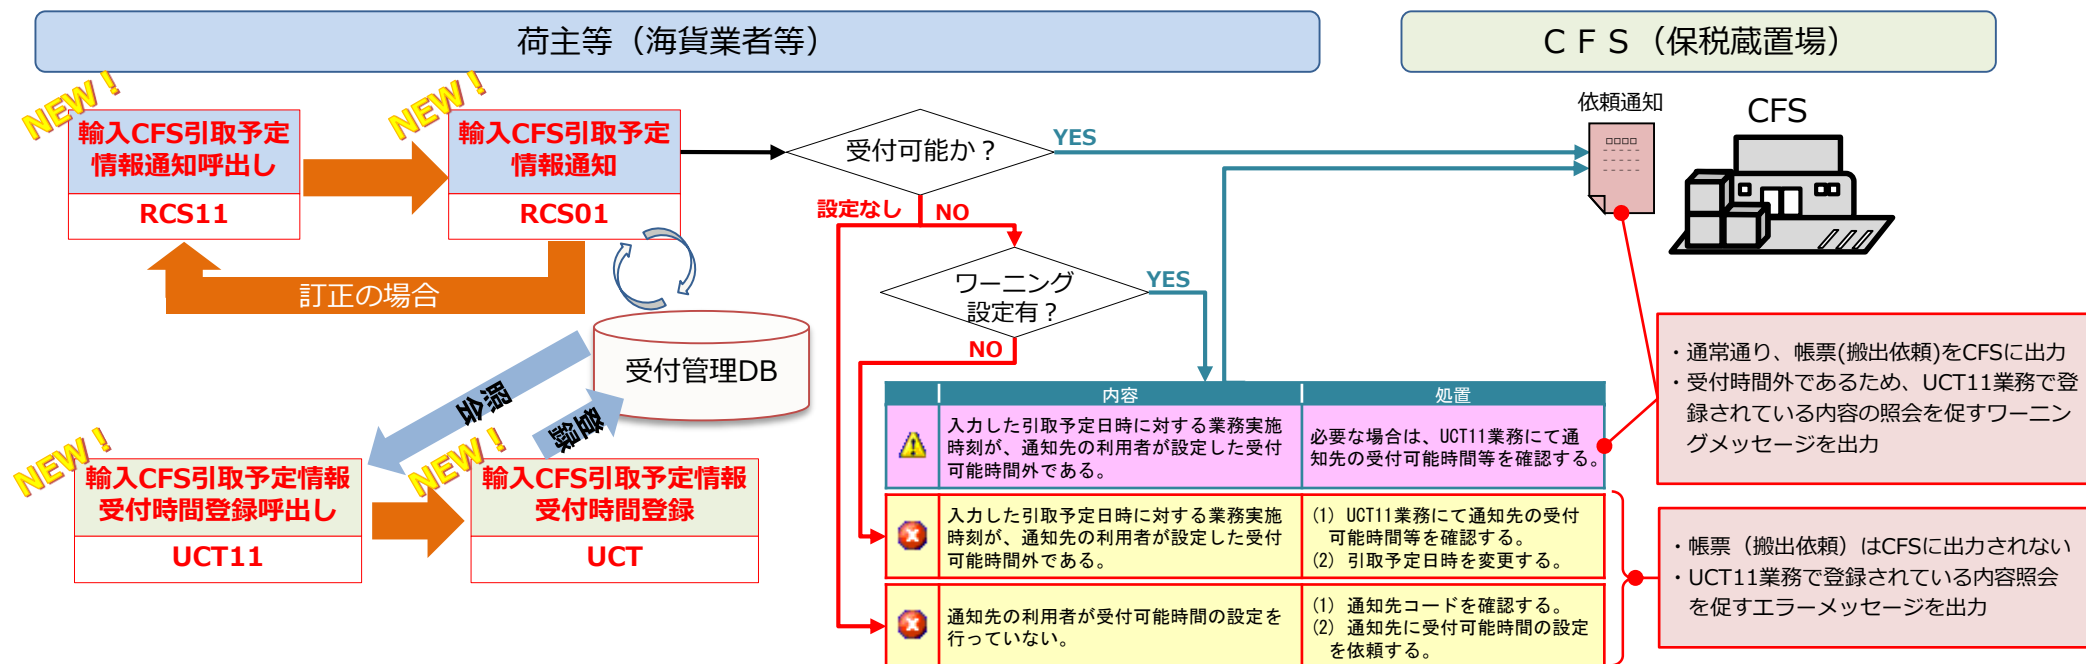 荷主等（海貨業者等）
ＣＦＳ（保税蔵置場）
NEW！
輸入CFS引取予定
情報通知呼出し
RCS11
NEW！
輸入CFS引取予定
情報通知
RCS01
訂正の場合
受付可能か？
YES
設定なし
NO
ワーニング
設定有？
YES
NO
依頼通知
CFS
受付管理DB
照会
登録
NEW！
輸入CFS引取予定情報
受付時間登録呼出し
UCT11
NEW！
輸入CFS引取予定情報
受付時間登録
UCT
内容
処置
入力した引取予定日時に対する業務実施
時刻が、通知先の利用者が設定した受付
可能時間外である。
必要な場合は、UCT11業務にて通
知先の受付可能時間等を確認する。
入力した引取予定日時に対する業務実施
時刻が、通知先の利用者が設定した受付
可能時間外である。
(1) UCT11業務にて通知先の受付
可能時間等を確認する。
(2) 引取予定日時を変更する。
通知先の利用者が受付可能時間の設定を
行っていない。
(1) 通知先コードを確認する。
(2) 通知先に受付可能時間の設定
を依頼する。
・通常通り、帳票(搬出依頼)をCFSに出力
・受付時間外であるため、UCT11業務で登
録されている内容の照会を促すワーニン
グメッセージを出力
・帳票（搬出依頼）はCFSに出力されない
・UCT11業務で登録されている内容照会
を促すエラーメッセージを出力